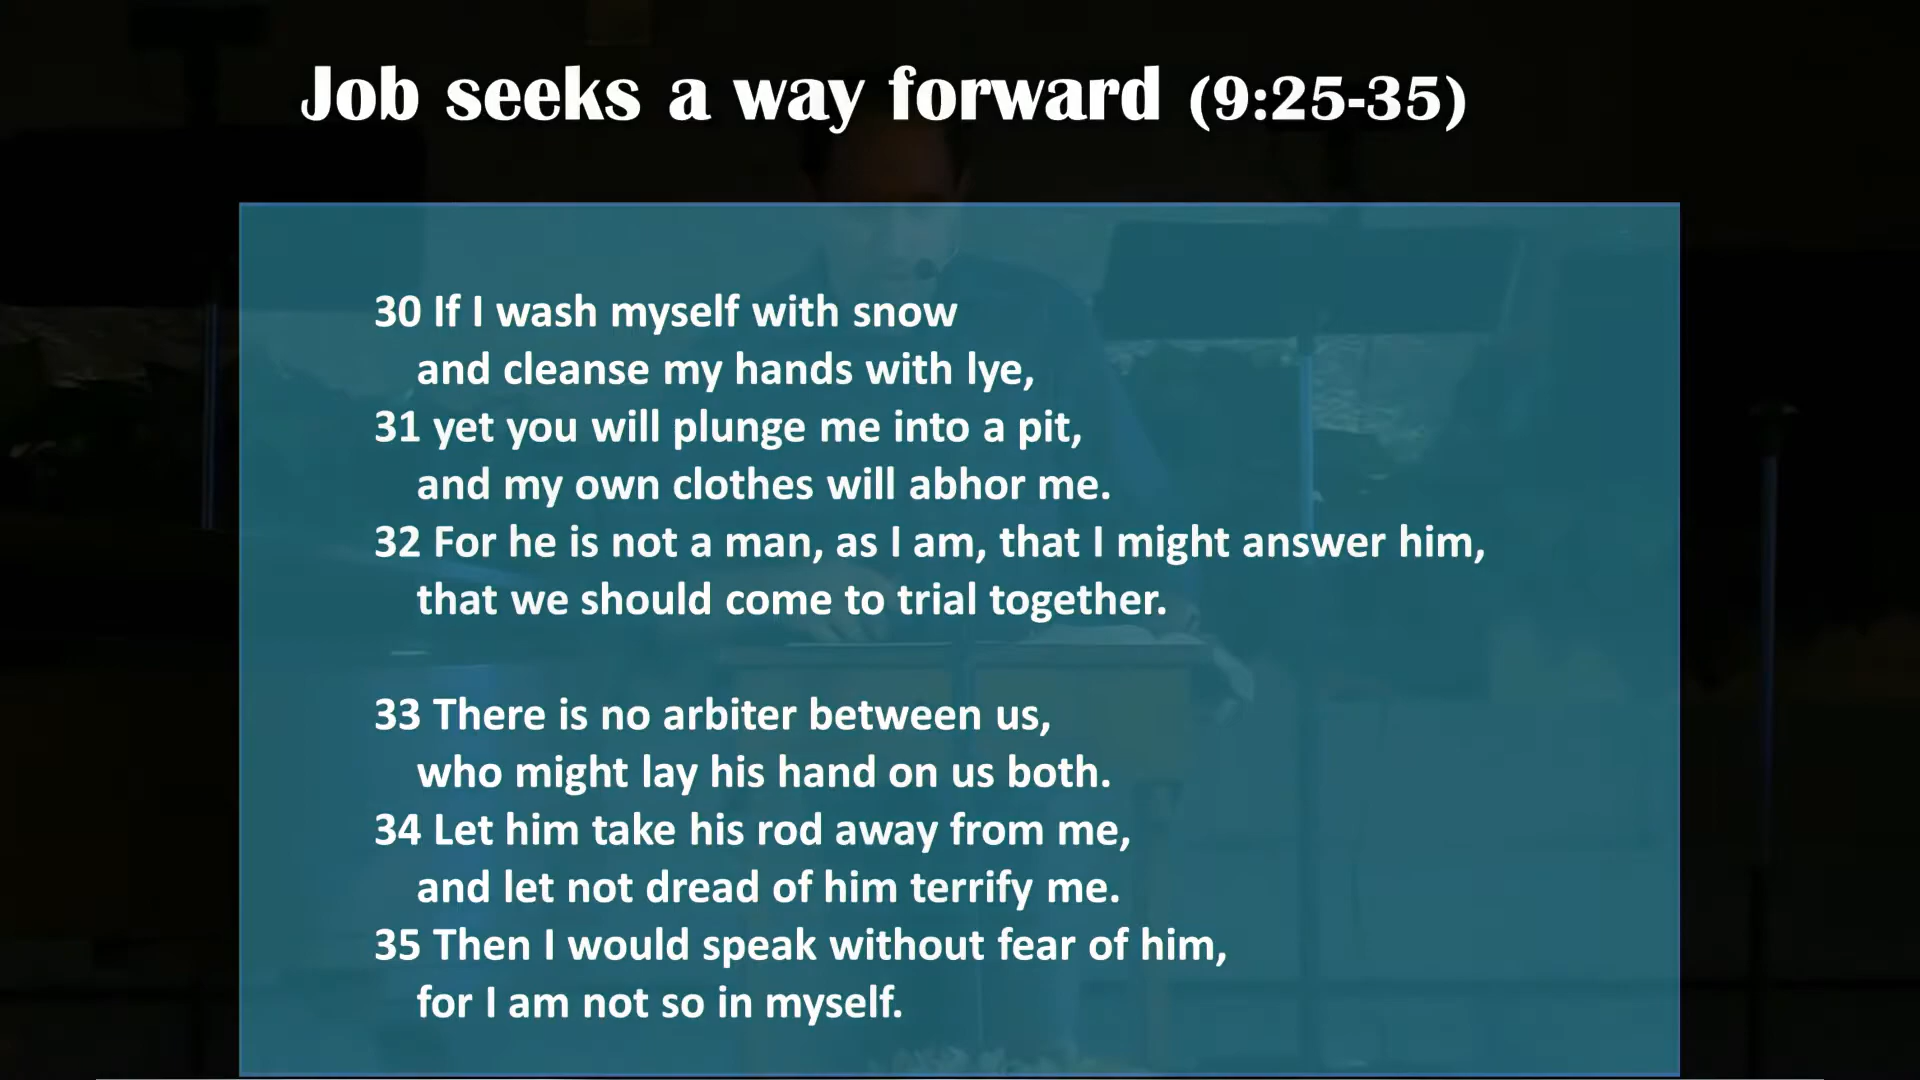 Job seeks a way forward (9:25-35)
30 If I wash myself with snow
and cleanse my hands with lye,
31 yet you will plunge me into a pit,
and my own clothes will abhor me.
32 For he is not a man, as I am, that I might answer him,
that we should come to trial together.
33 There is no arbiter between us,
who might lay his hand on us both.
34 Let him take his rod away from me,
and let not dread of him terrify me.
35 Then I would speak without fear of him,
for I am not so in myself.